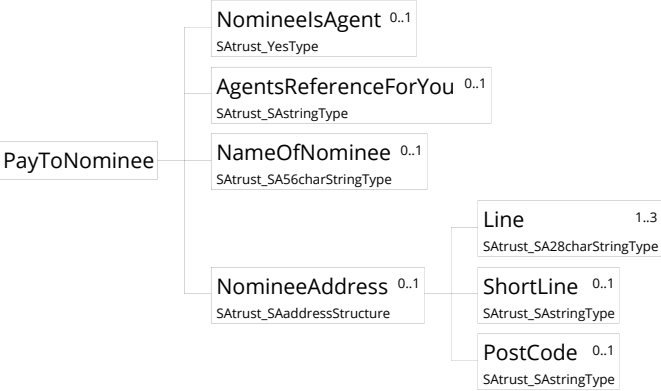 NomineeIsAgent 0..1
SAtrust_YesType
AgentsReferenceForYou 0..1
SAtrust_SAstringType
PayToNominee
NameOfNominee 0..1
SAtrust_SA56charStringType
Line 1..3
SAtrust_SA28charStringType
NomineeAddress 0..1
SAtrust_SAaddressStructure
ShortLine 0..1
SAtrust_SAstringType
PostCode 0..1
SAtrust_SAstringType